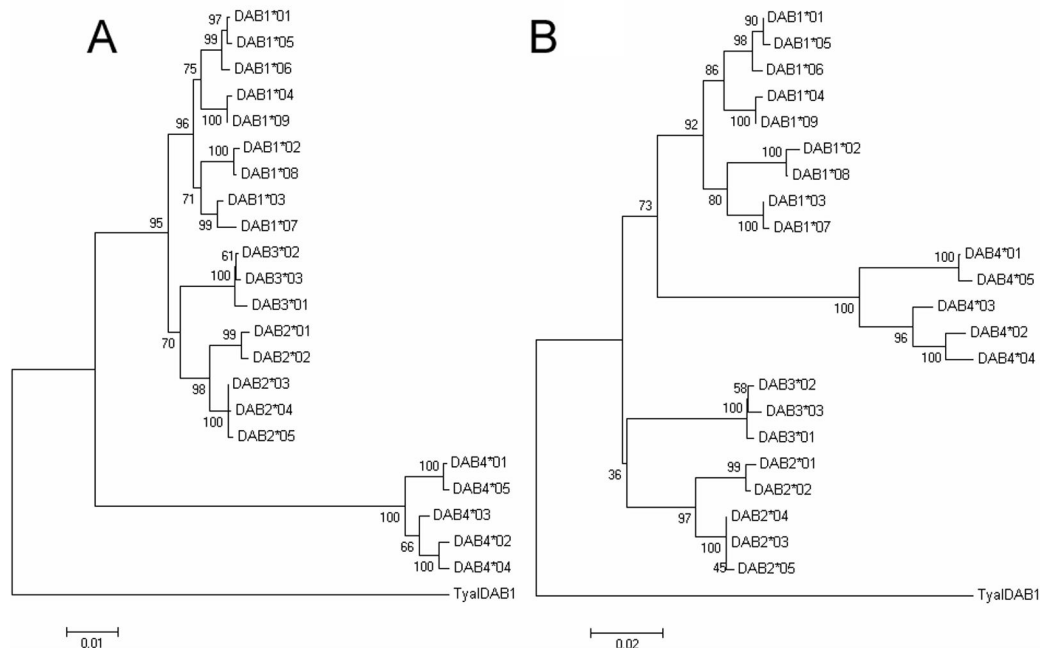 A
97 DAB1*01
99 DAB1*05
DAB1*06
75
DAB1*04
100 DAB1*09
96
100 DAB1*02
DAB1*08
71
DAB1*03
99 DAB1*07
95
61 DAB3*02
100 DAB3*03
DAB3*01
70
99 DAB2*01
DAB2*02
98
DAB2*03
DAB2*04
100 DAB2*05
100 DAB4*01
DAB4*05
100
DAB4*03
66
DAB4*02
100 DAB4*04
TyalDAB1
0.01
B
90 DAB1*01
98 DAB1*05
DAB1*06
86
DAB1*04
100 DAB1*09
92
100 DAB1*02
DAB1*08
80
DAB1*03
100 DAB1*07
73
100 DAB4*01
DAB4*05
100
DAB4*03
96
DAB4*02
100 DAB4*04
58 DAB3*02
100 DAB3*03
DAB3*01
36
99 DAB2*01
DAB2*02
97
DAB2*04
DAB2*03
100
45 DAB2*05
TyalDAB1
0.02